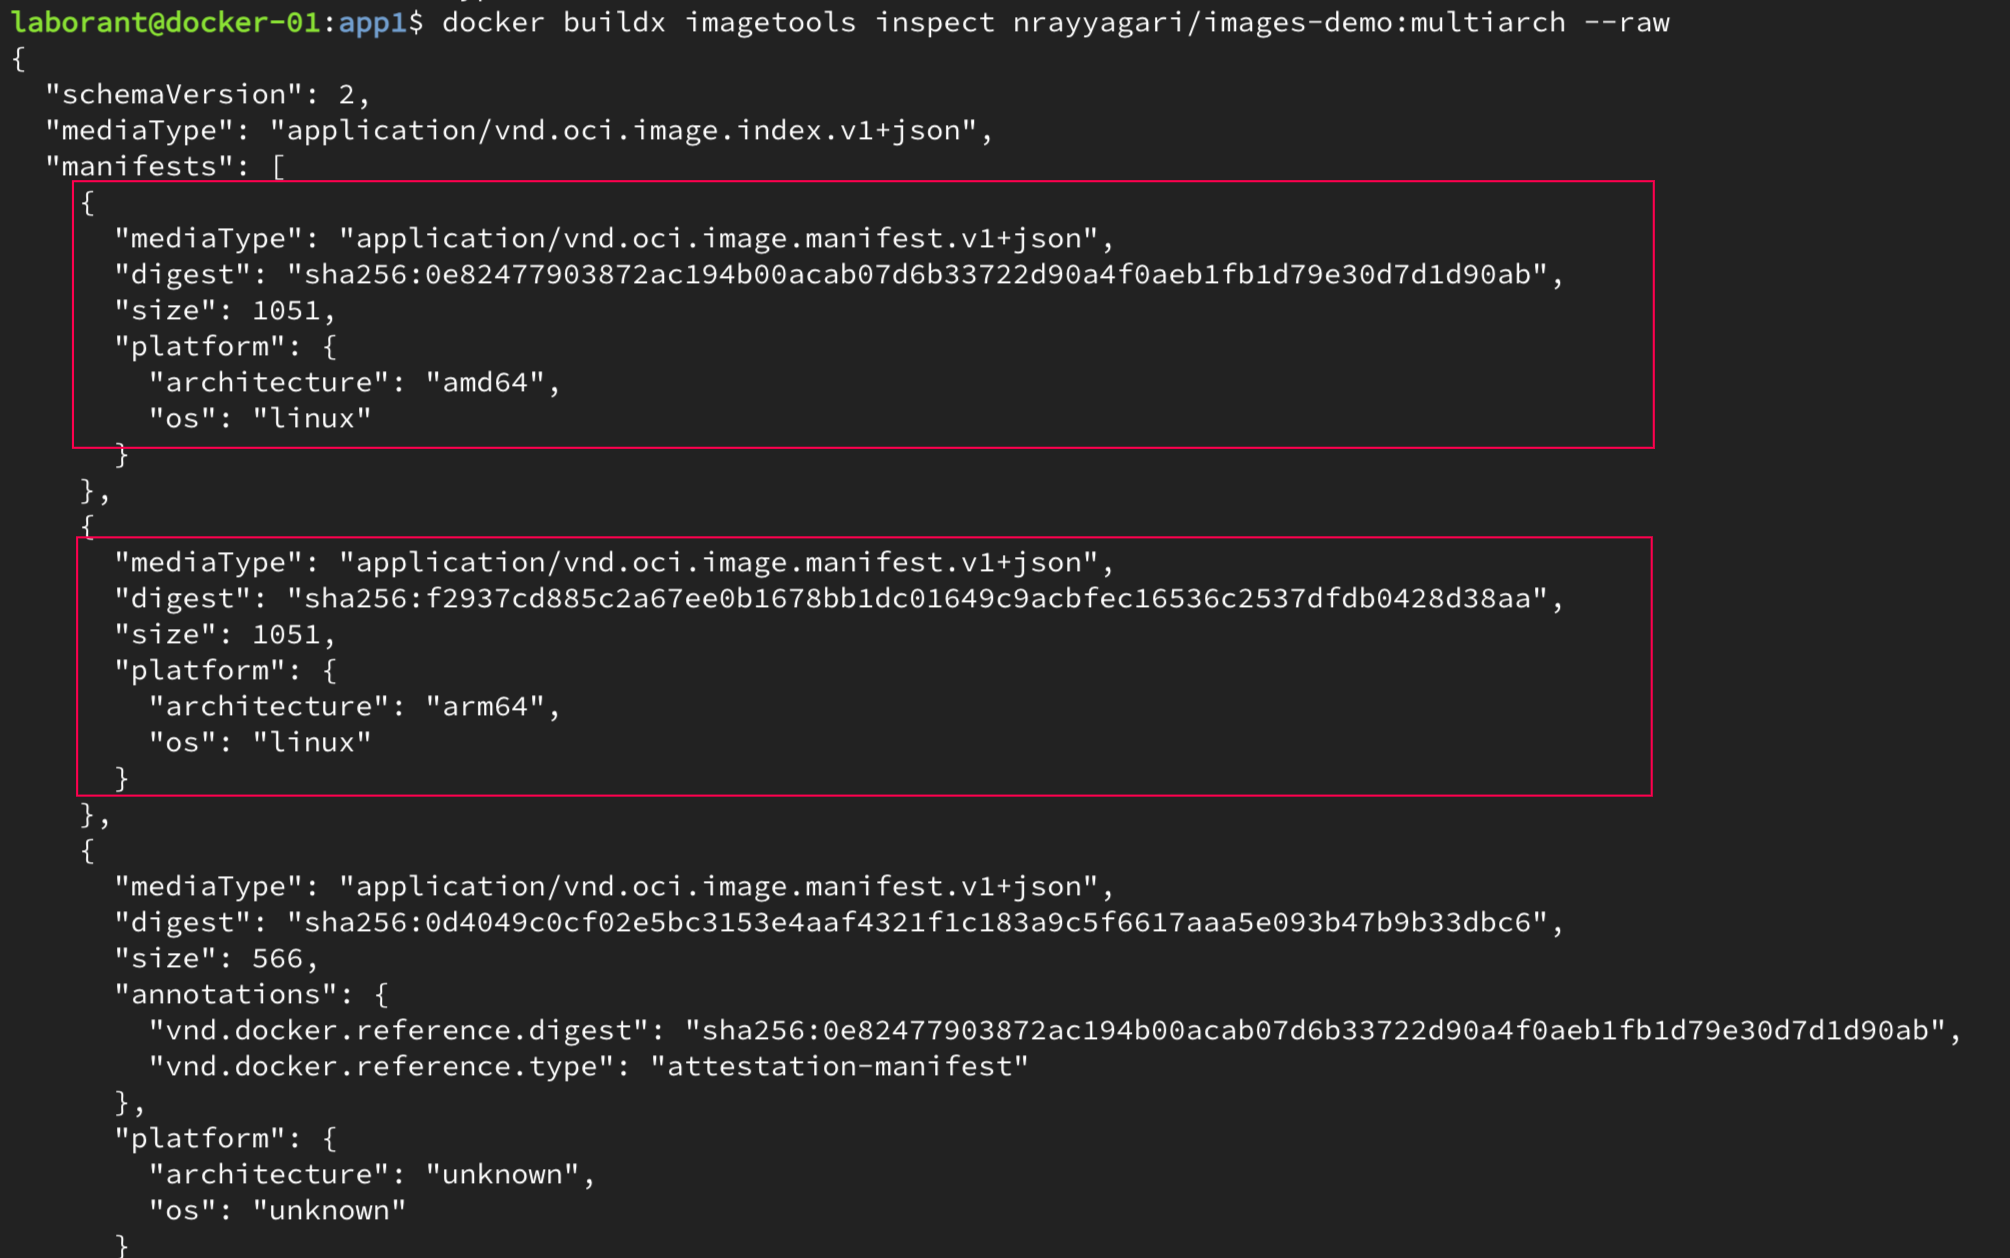 laborant@docker-01:app1$ docker buildx imagetools inspect nrayyagari/images-demo:multiarch --raw
{
  "schemaVersion": 2,
  "mediaType": "application/vnd.oci.image.index.v1+json",
  "manifests": [
    {
      "mediaType": "application/vnd.oci.image.manifest.v1+json",
      "digest": "sha256:0e82477903872ac194b00acab07d6b33722d90a4f0aeb1fb1d79e30d7d1d90ab",
      "size": 1051,
      "platform": {
        "architecture": "amd64",
        "os": "linux"
      }
    },
    {
      "mediaType": "application/vnd.oci.image.manifest.v1+json",
      "digest": "sha256:f2937cd885c2a67ee0b1678bb1dc01649c9acbfec16536c2537dfdb0428d38aa",
      "size": 1051,
      "platform": {
        "architecture": "arm64",
        "os": "linux"
      }
    },
    {
      "mediaType": "application/vnd.oci.image.manifest.v1+json",
      "digest": "sha256:0d4049c0cf02e5bc3153e4aaf4321f1c183a9c5f6617aaa5e093b47b9b33dbc6",
      "size": 566,
      "annotations": {
        "vnd.docker.reference.digest": "sha256:0e82477903872ac194b00acab07d6b33722d90a4f0aeb1fb1d79e30d7d1d90ab",
        "vnd.docker.reference.type": "attestation-manifest"
      },
      "platform": {
        "architecture": "unknown",
        "os": "unknown"
      }